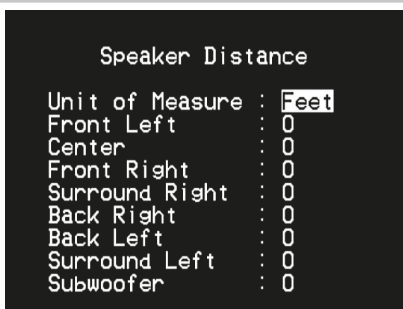 Speaker Distance
Unit of Measure : Feet
Front Left : 0
Center : 0
Front Right : 0
Surround Right : 0
Back Right : 0
Back Left : 0
Surround Left : 0
Subwoofer : 0